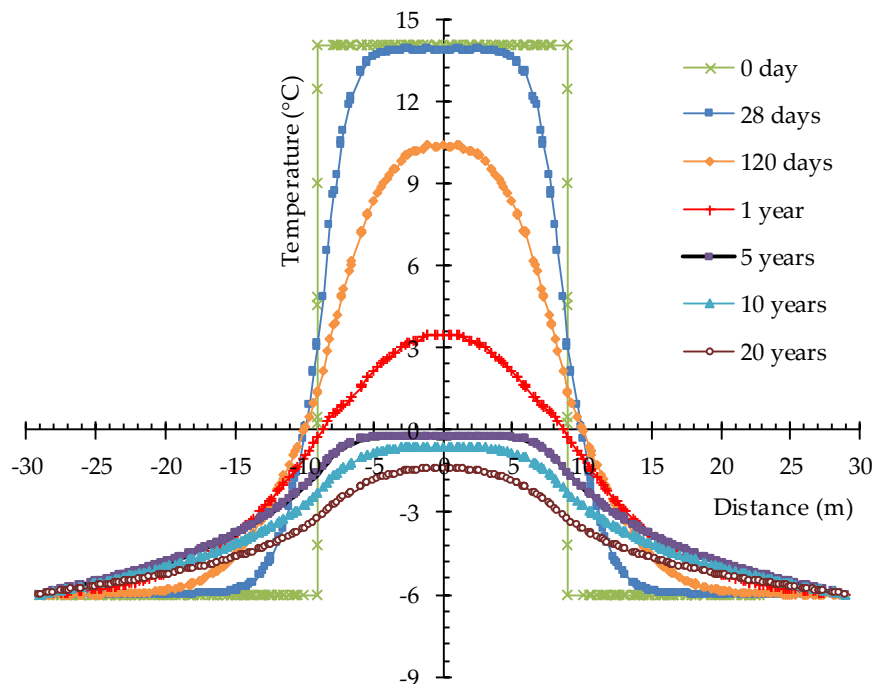 15
12
9
6
3
0
-3
-6
-9
Temperature (°C)
-30 -25 -20 -15 -10 -5 0 5 10 15 20 25 30
Distance (m)
0 day
28 days
120 days
1 year
5 years
10 years
20 years